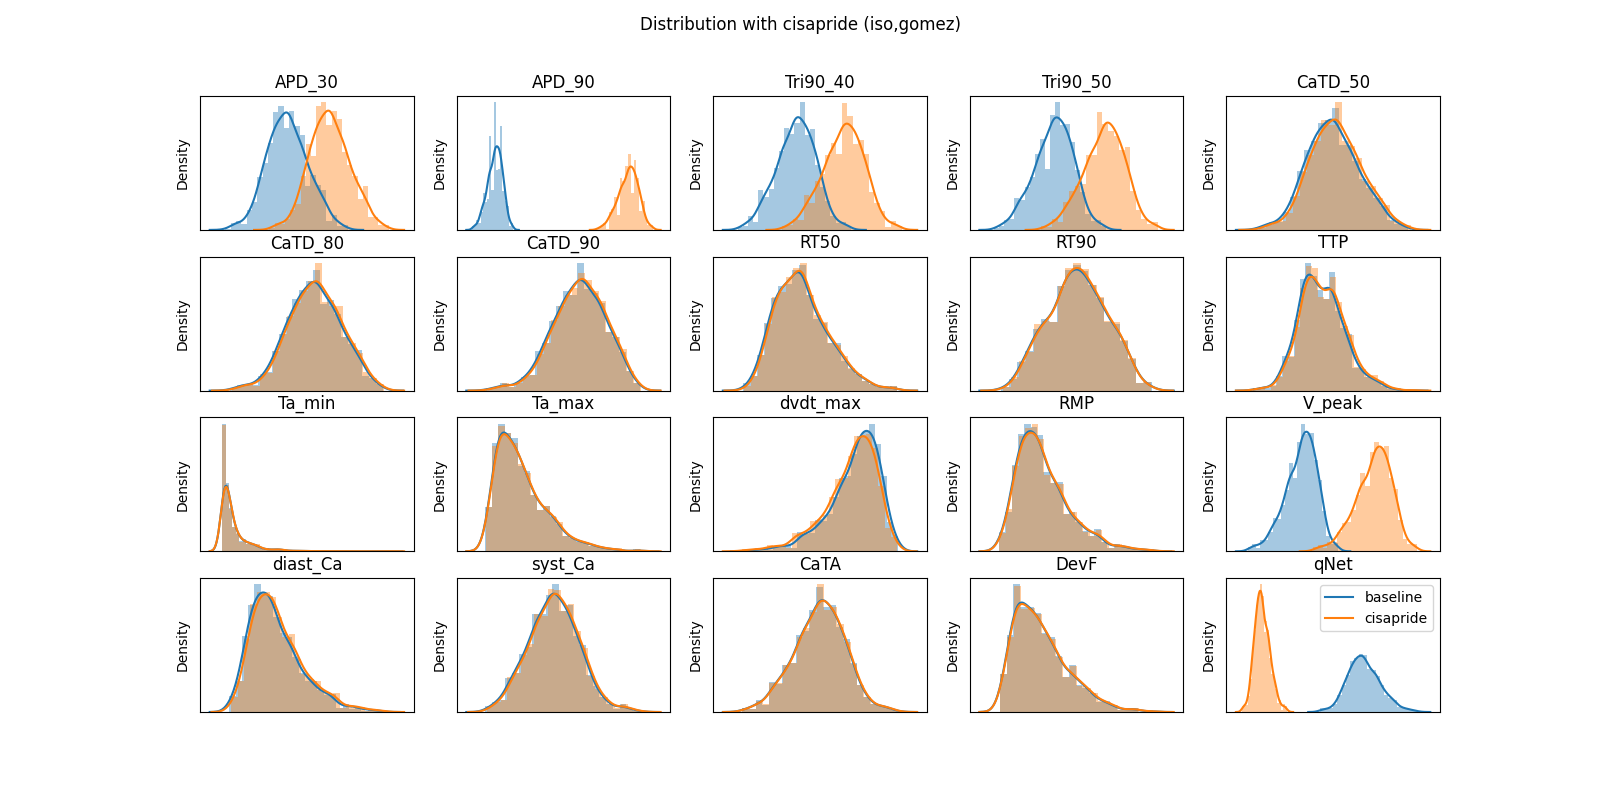 Distribution with cisapride (iso,gomez)
APD_30
APD_90
Tri90_40
Tri90_50
CaTD_50
Density
Density
Density
Density
Density
CaTD_80
CaTD_90
RT50
RT90
TTP
Density
Density
Density
Density
Density
Ta_min
Ta_max
dvdt_max
RMP
V_peak
Density
Density
Density
Density
Density
diast_Ca
syst_Ca
CaTA
DevF
qNet
Density
Density
Density
Density
Density
baseline
cisapride